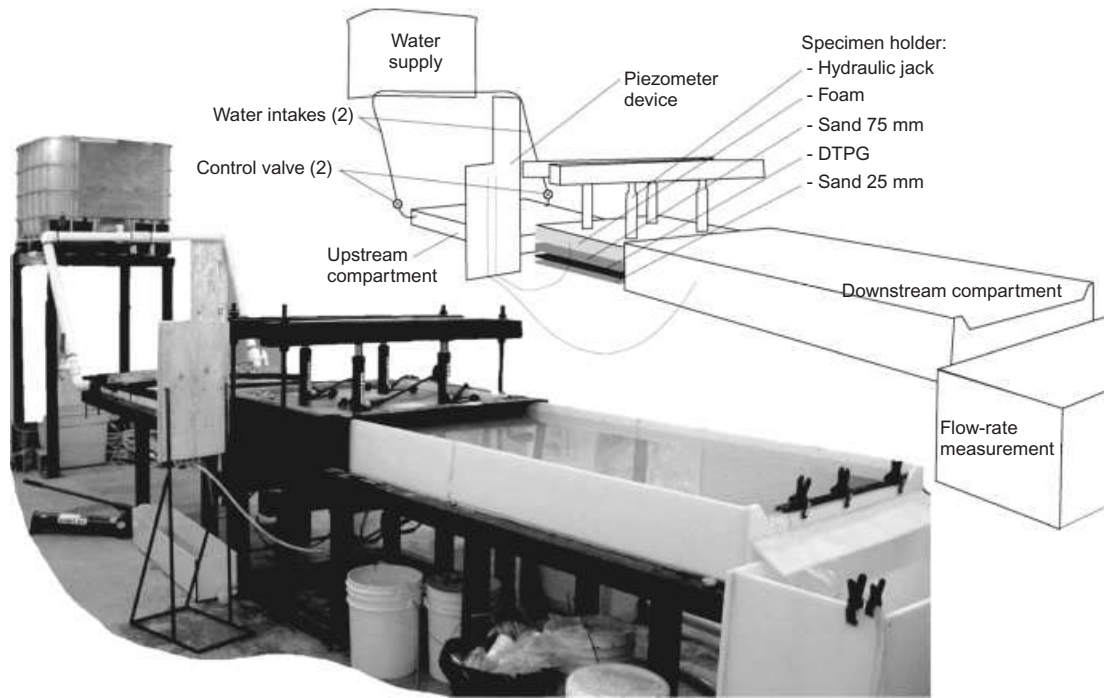 Water
supply
Water intakes (2)
Control valve (2)
Piezometer
device
Specimen holder:
- Hydraulic jack
- Foam
- Sand 75 mm
- DTPG
- Sand 25 mm
Upstream
compartment
Downstream compartment
Flow-rate
measurement